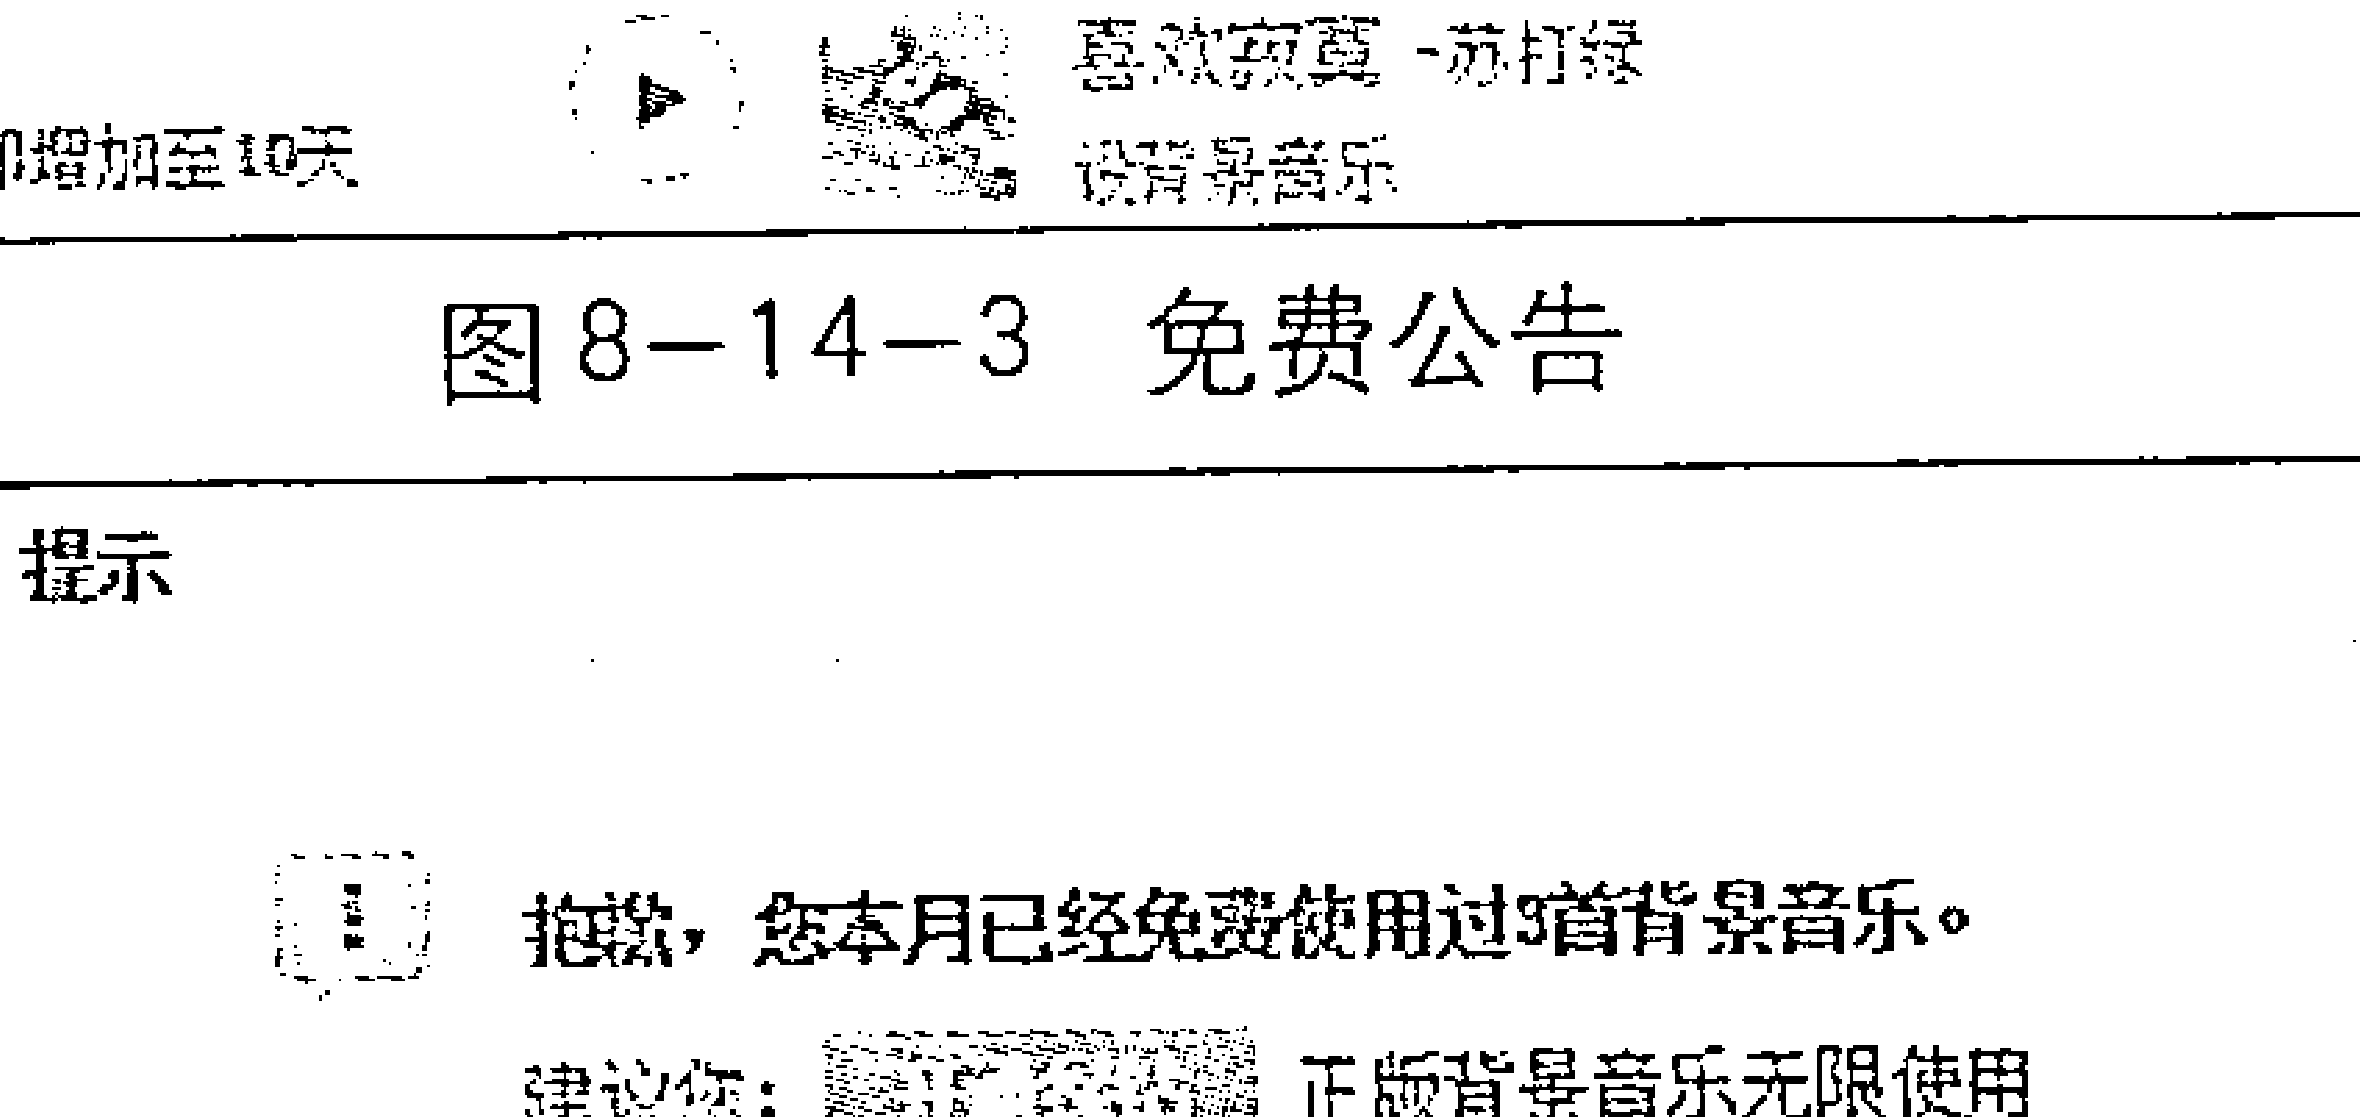 喜欢寂寞 -苏打绿
增加至10天
设背景音乐
图8-14-3 免费公告
提示
抱歉，您本月已经免费使用过3首背景音乐。
建议你： 正版背景音乐无限使用